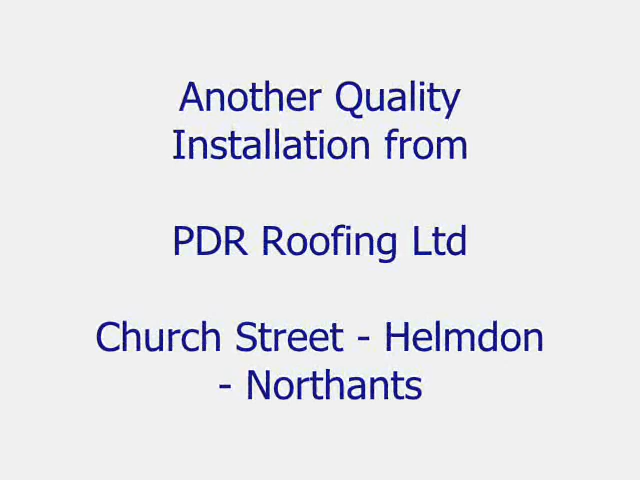 Another Quality
Installation from
PDR Roofing Ltd
Church Street - Helmdon
- Northants